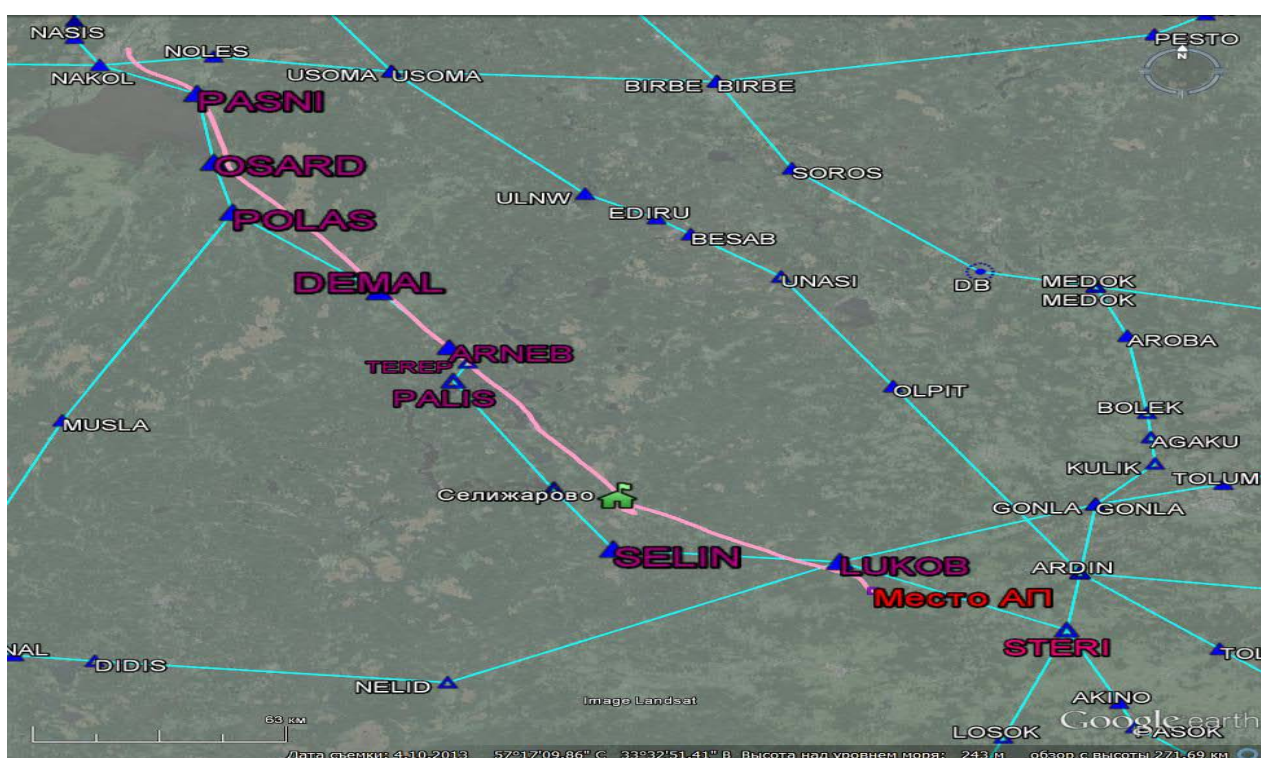 NASIS
NOLES
NAKOL
USOMA
USOMA
BIRBE
BIRBE
PESTO
N
PASNI
OSARD
SOROS
ULNW
EDIRU
POLAS
BESAB
DEMAL
UNASI
DB
MEDOK
MEDOK
AROBA
ARNEB
TEREP
PALIS
OLPIT
BOLEK
MUSLA
AGAKU
KULIK
TOLUM
Селижарово
GONLA
GONLA
SELIN
LUKOB
ARDIN
Место АП
STERI
NAL
DIDIS
TOL
NELID
AKINO
Image Landsat
63 км
Google earth
LOSOK
PASOK
Дата съемки: 4.10.2013 57°17'09.86" С 33°32'51.41" В Высота над уровнем моря: 243 м обзор с высоты 271.69 км